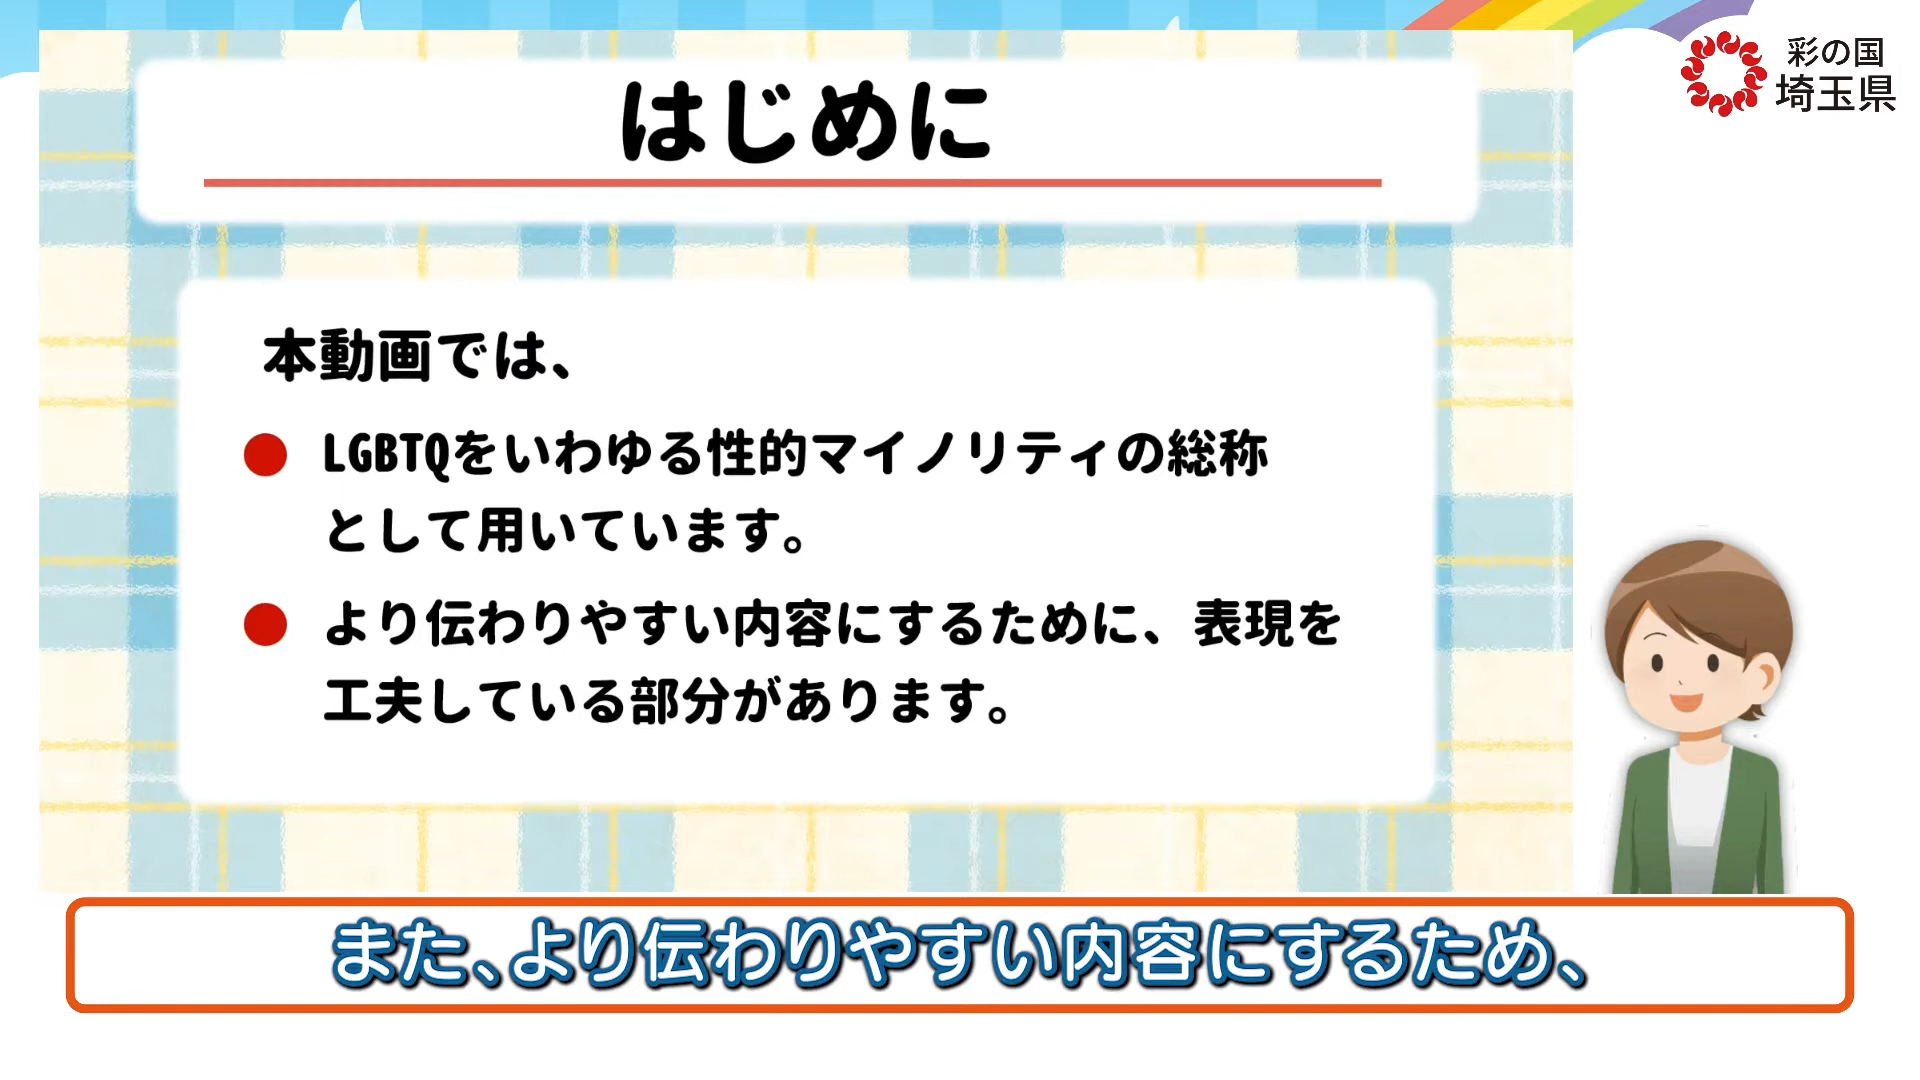 彩の国
埼玉県
はじめに
本動画では、
● LGBTQをいわゆる性的マイノリティの総称
として用いています。
● より伝わりやすい内容にするために、表現を
工夫している部分があります。
また、より伝わりやすい内容にするため、